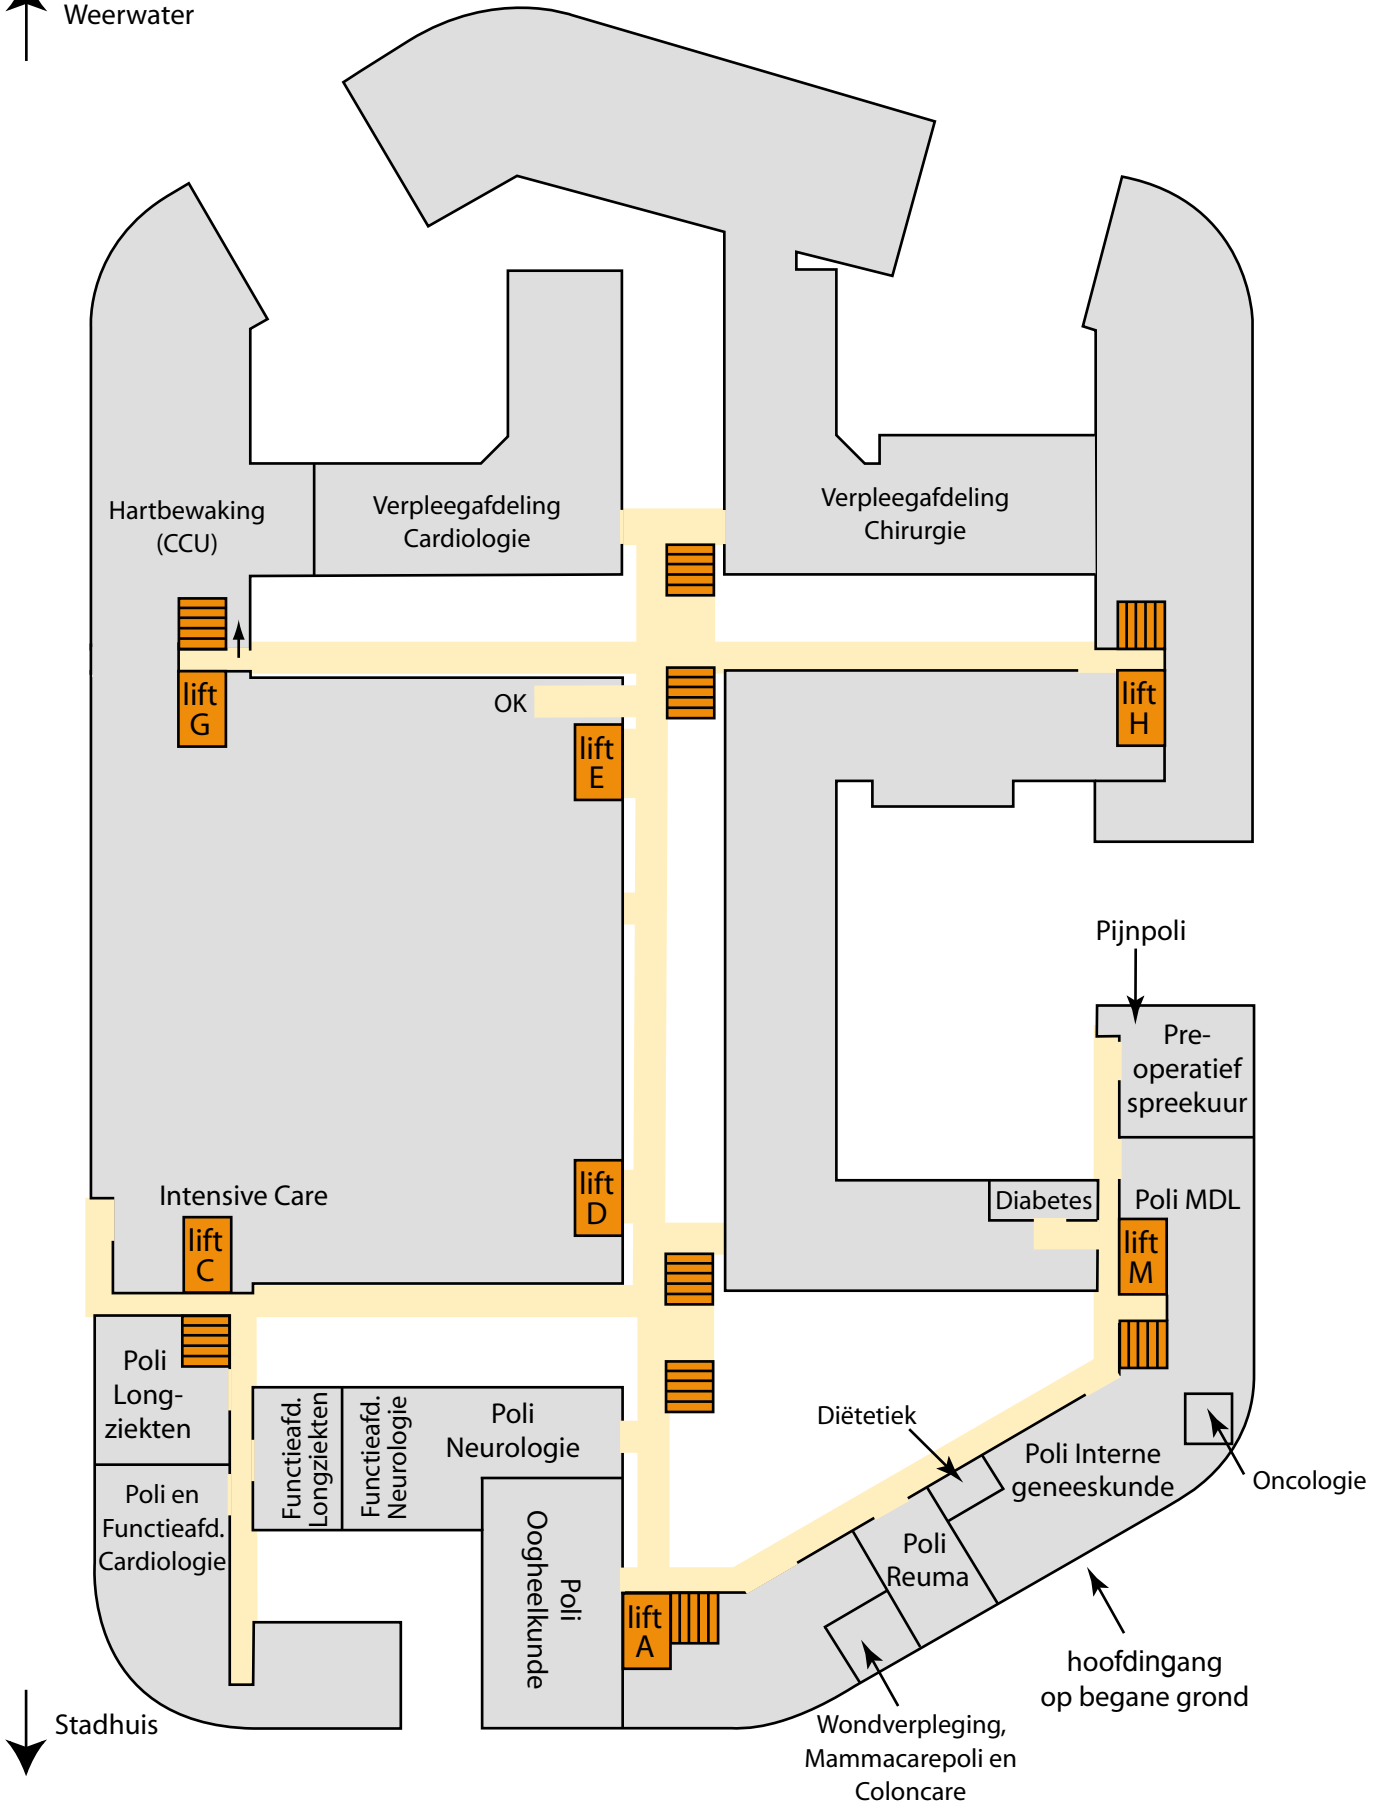 Weerwater
Hartbewaking
(CCU)
Verpleegafdeling
Cardiologie
Verpleegafdeling
Chirurgie
lift
G
OK
lift
E
lift
H
Pijnpoli
Pre-
operatief
spreekuur
Intensive Care
lift
C
lift
D
Diabetes
Poli MDL
lift
M
Poli
Long-
ziekten
Functieafd.
Longziekten
Functieafd.
Neurologie
Poli
Neurologie
Diëtetiek
Poli Interne
geneeskunde
Oncologie
Poli en
Functieafd.
Cardiologie
Poli
Oogheelkunde
Poli
Reuma
lift
A
hoofdingang
op begane grond
Stadhuis
Wondverpleging,
Mammacarepoli en
Coloncare